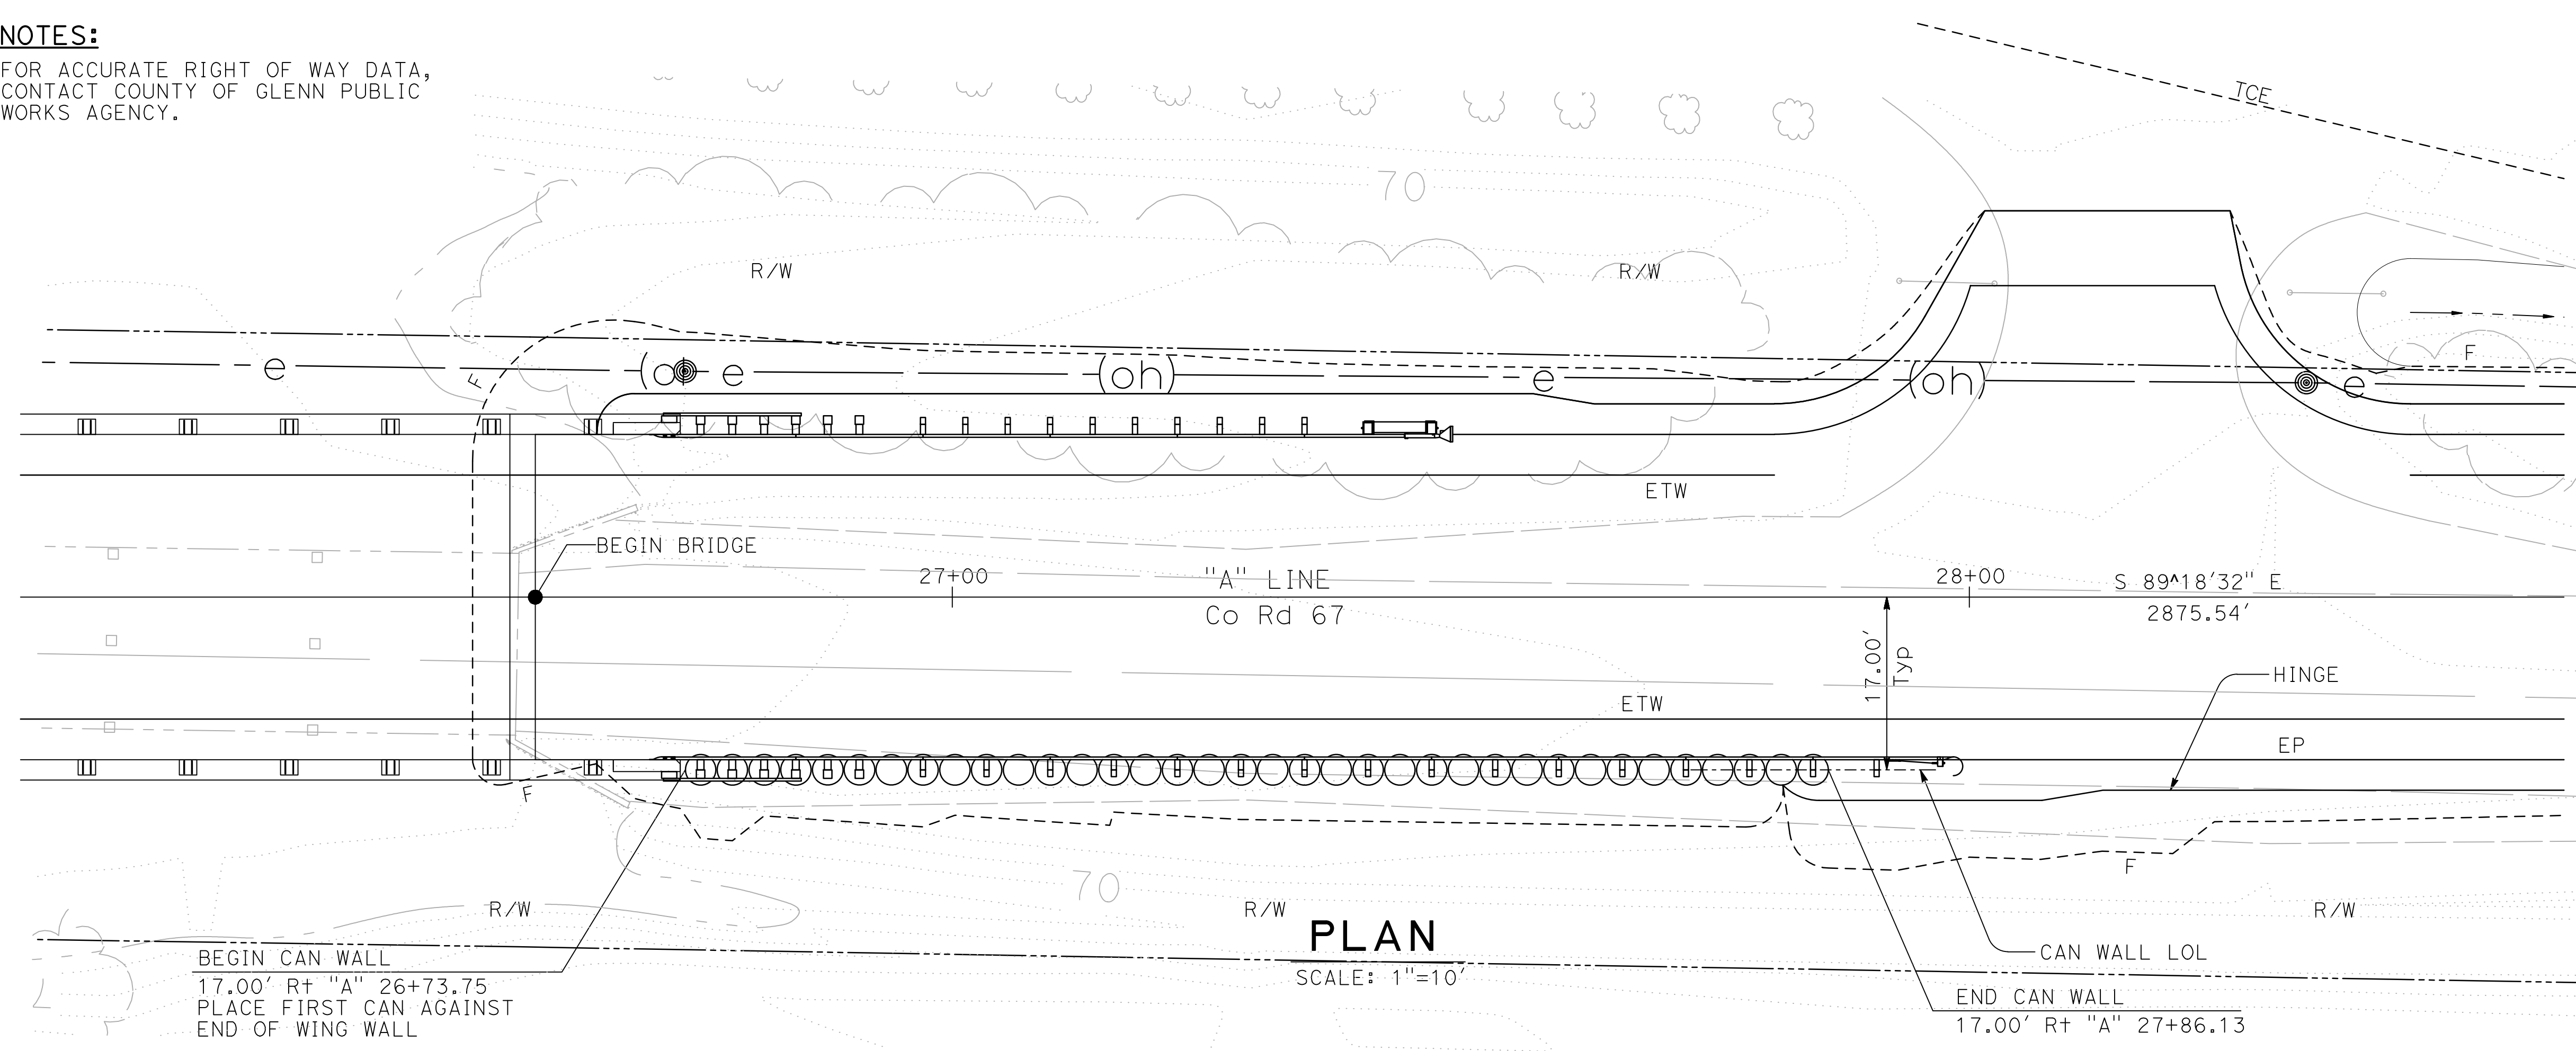 NOTES:
FOR ACCURATE RIGHT OF WAY DATA,
CONTACT COUNTY OF GLENN PUBLIC
WORKS AGENCY.
TCE
70
R/W
R/W
F
F
e
e
(oh)
e
(oh)
e
ETW
BEGIN BRIDGE
27+00
"A" LINE
Co Rd 67
28+00
S 89^18'32" E
2875.54'
17.00'
Typ
HINGE
ETW
EP
F
F
70
R/W
R/W
R/W
PLAN
SCALE: 1"=10'
BEGIN CAN WALL
17.00' Rt "A" 26+73.75
PLACE FIRST CAN AGAINST
END OF WING WALL
CAN WALL LOL
END CAN WALL
17.00' Rt "A" 27+86.13